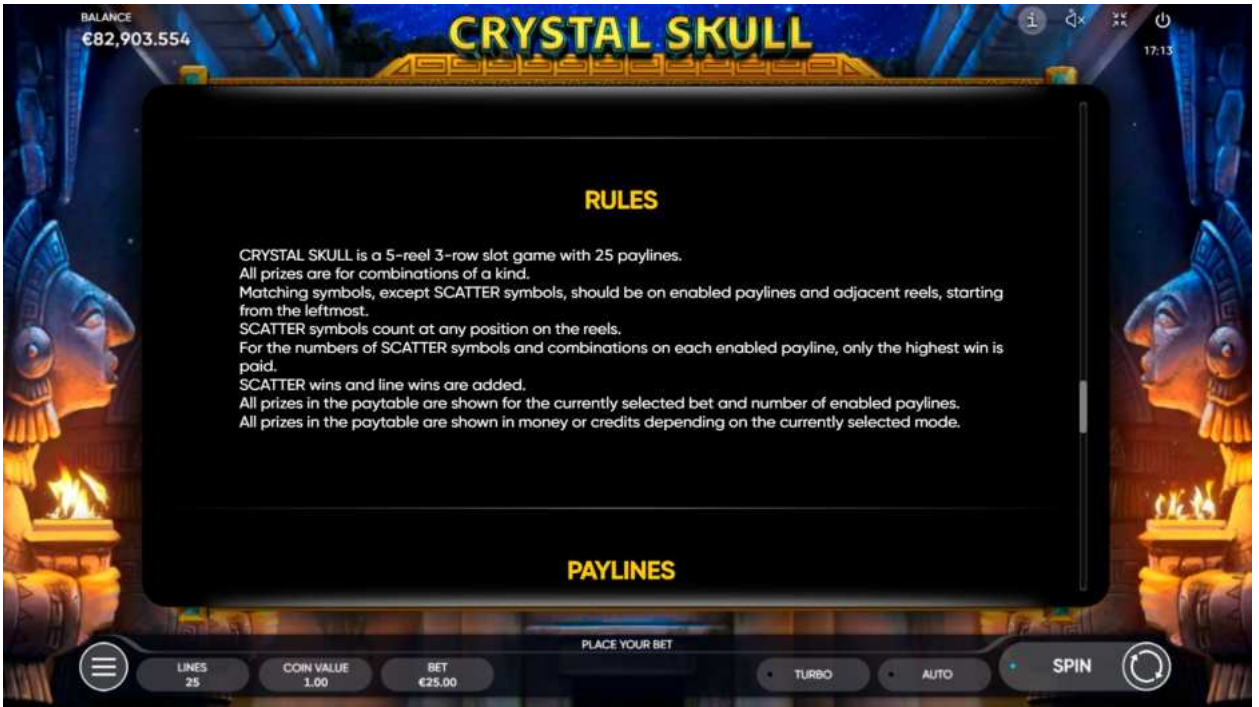 BALANCE
€82,903.554
CRYSTAL SKULL
i
17:13
RULES
CRYSTAL SKULL is a 5-reel 3-row slot game with 25 paylines.
All prizes are for combinations of a kind.
Matching symbols, except SCATTER symbols, should be on enabled paylines and adjacent reels, starting
from the leftmost.
SCATTER symbols count at any position on the reels.
For the numbers of SCATTER symbols and combinations on each enabled payline, only the highest win is
paid.
SCATTER wins and line wins are added.
All prizes in the paytable are shown for the currently selected bet and number of enabled paylines.
All prizes in the paytable are shown in money or credits depending on the currently selected mode.
PAYLINES
PLACE YOUR BET
LINES
25
COIN VALUE
1.00
BET
€25.00
TURBO
AUTO
SPIN